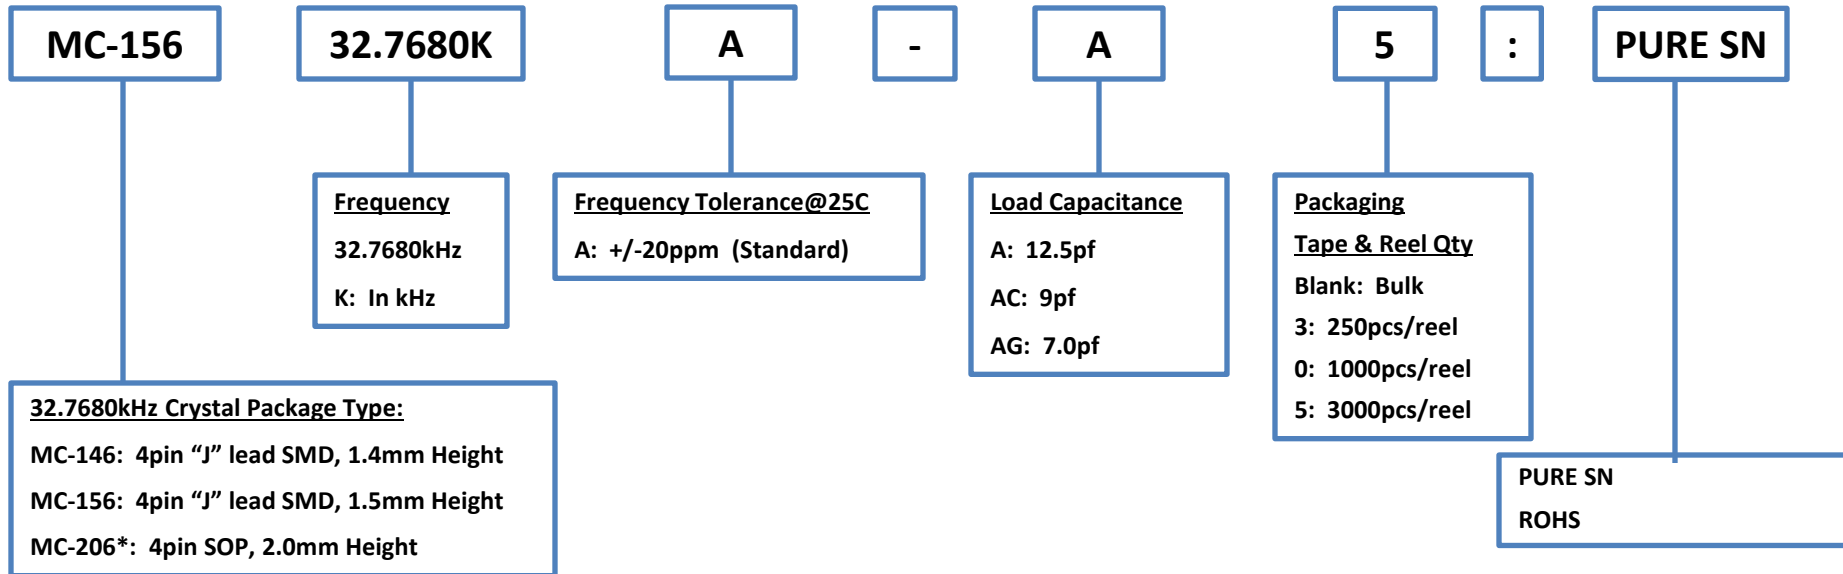 MC-156 32.7680K A - A 5 : PURE SN
Frequency
32.7680kHz
K: In kHz
Frequency Tolerance@25C
A: +/-20ppm (Standard)
Load Capacitance
A: 12.5pf
AC: 9pf
AG: 7.0pf
Packaging
Tape & Reel Qty
Blank: Bulk
3: 250pcs/reel
0: 1000pcs/reel
5: 3000pcs/reel
32.7680kHz Crystal Package Type:
MC-146: 4pin “J” lead SMD, 1.4mm Height
MC-156: 4pin “J” lead SMD, 1.5mm Height
MC-206*: 4pin SOP, 2.0mm Height
PURE SN
ROHS